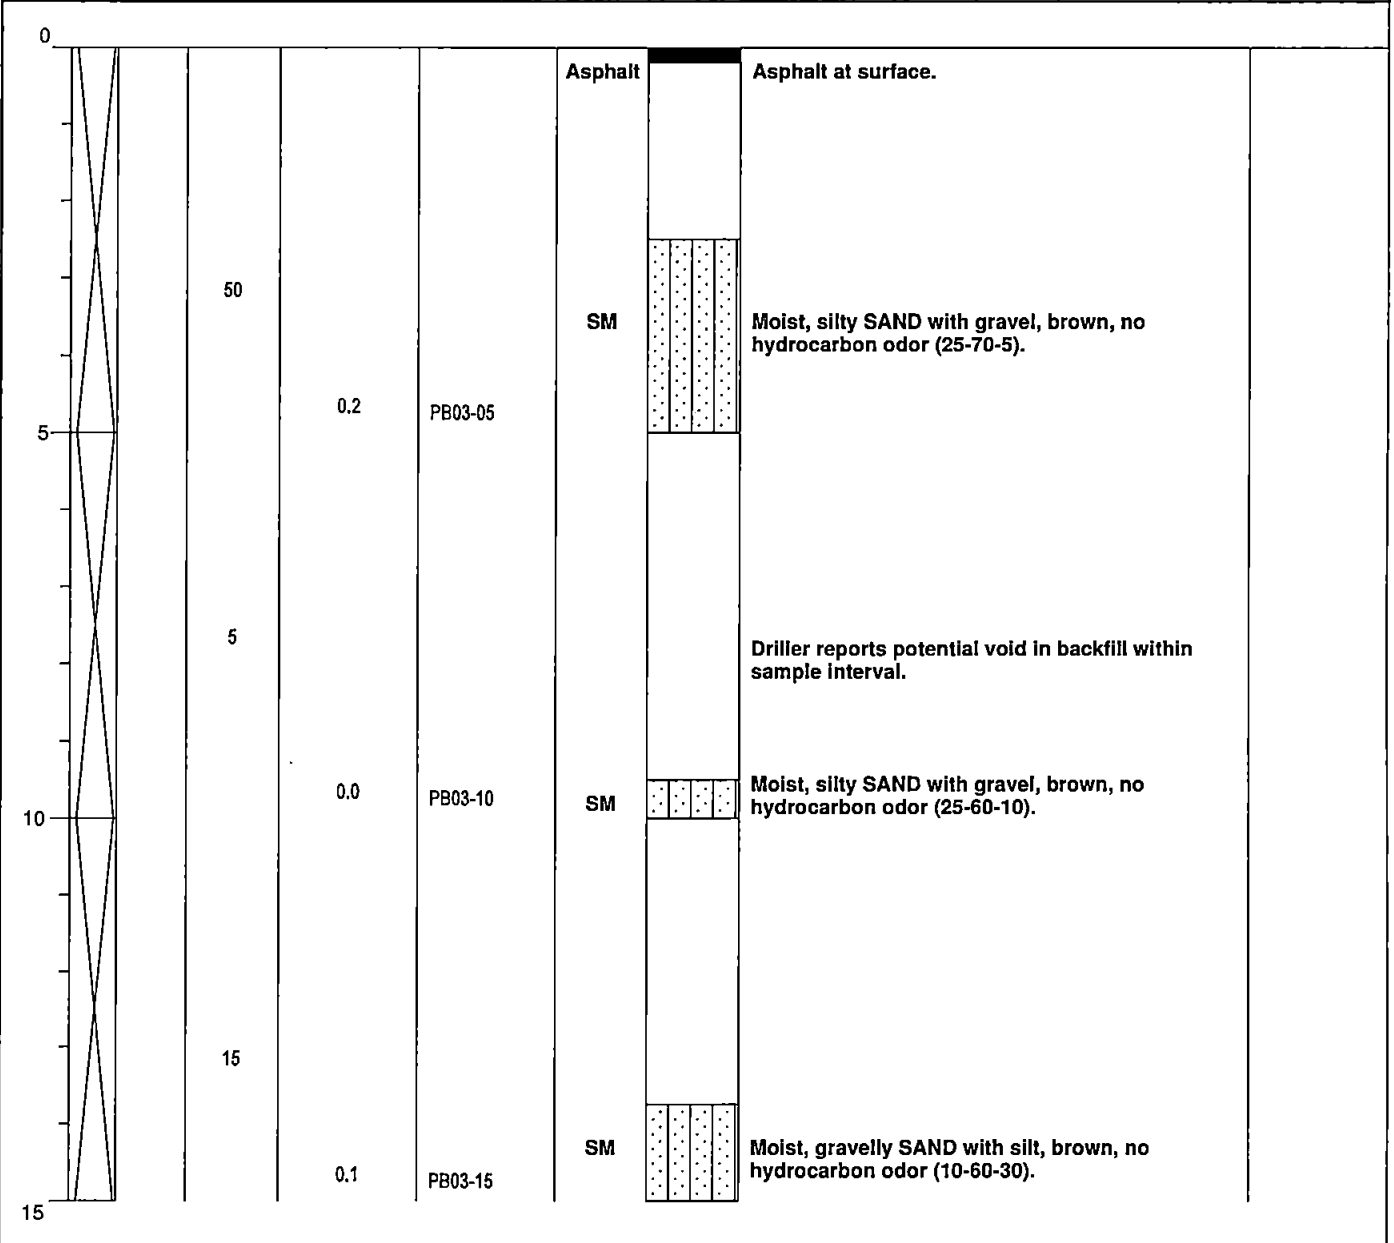 0
Asphalt
Asphalt at surface.
50
SM
Moist, silty SAND with gravel, brown, no
hydrocarbon odor (25-70-5).
0.2
PB03-05
5
5
Driller reports potential void in backfill within
sample interval.
0.0
PB03-10
SM
Moist, silty SAND with gravel, brown, no
hydrocarbon odor (25-60-10).
10
15
SM
Moist, gravelly SAND with silt, brown, no
hydrocarbon odor (10-60-30).
0.1
PB03-15
15